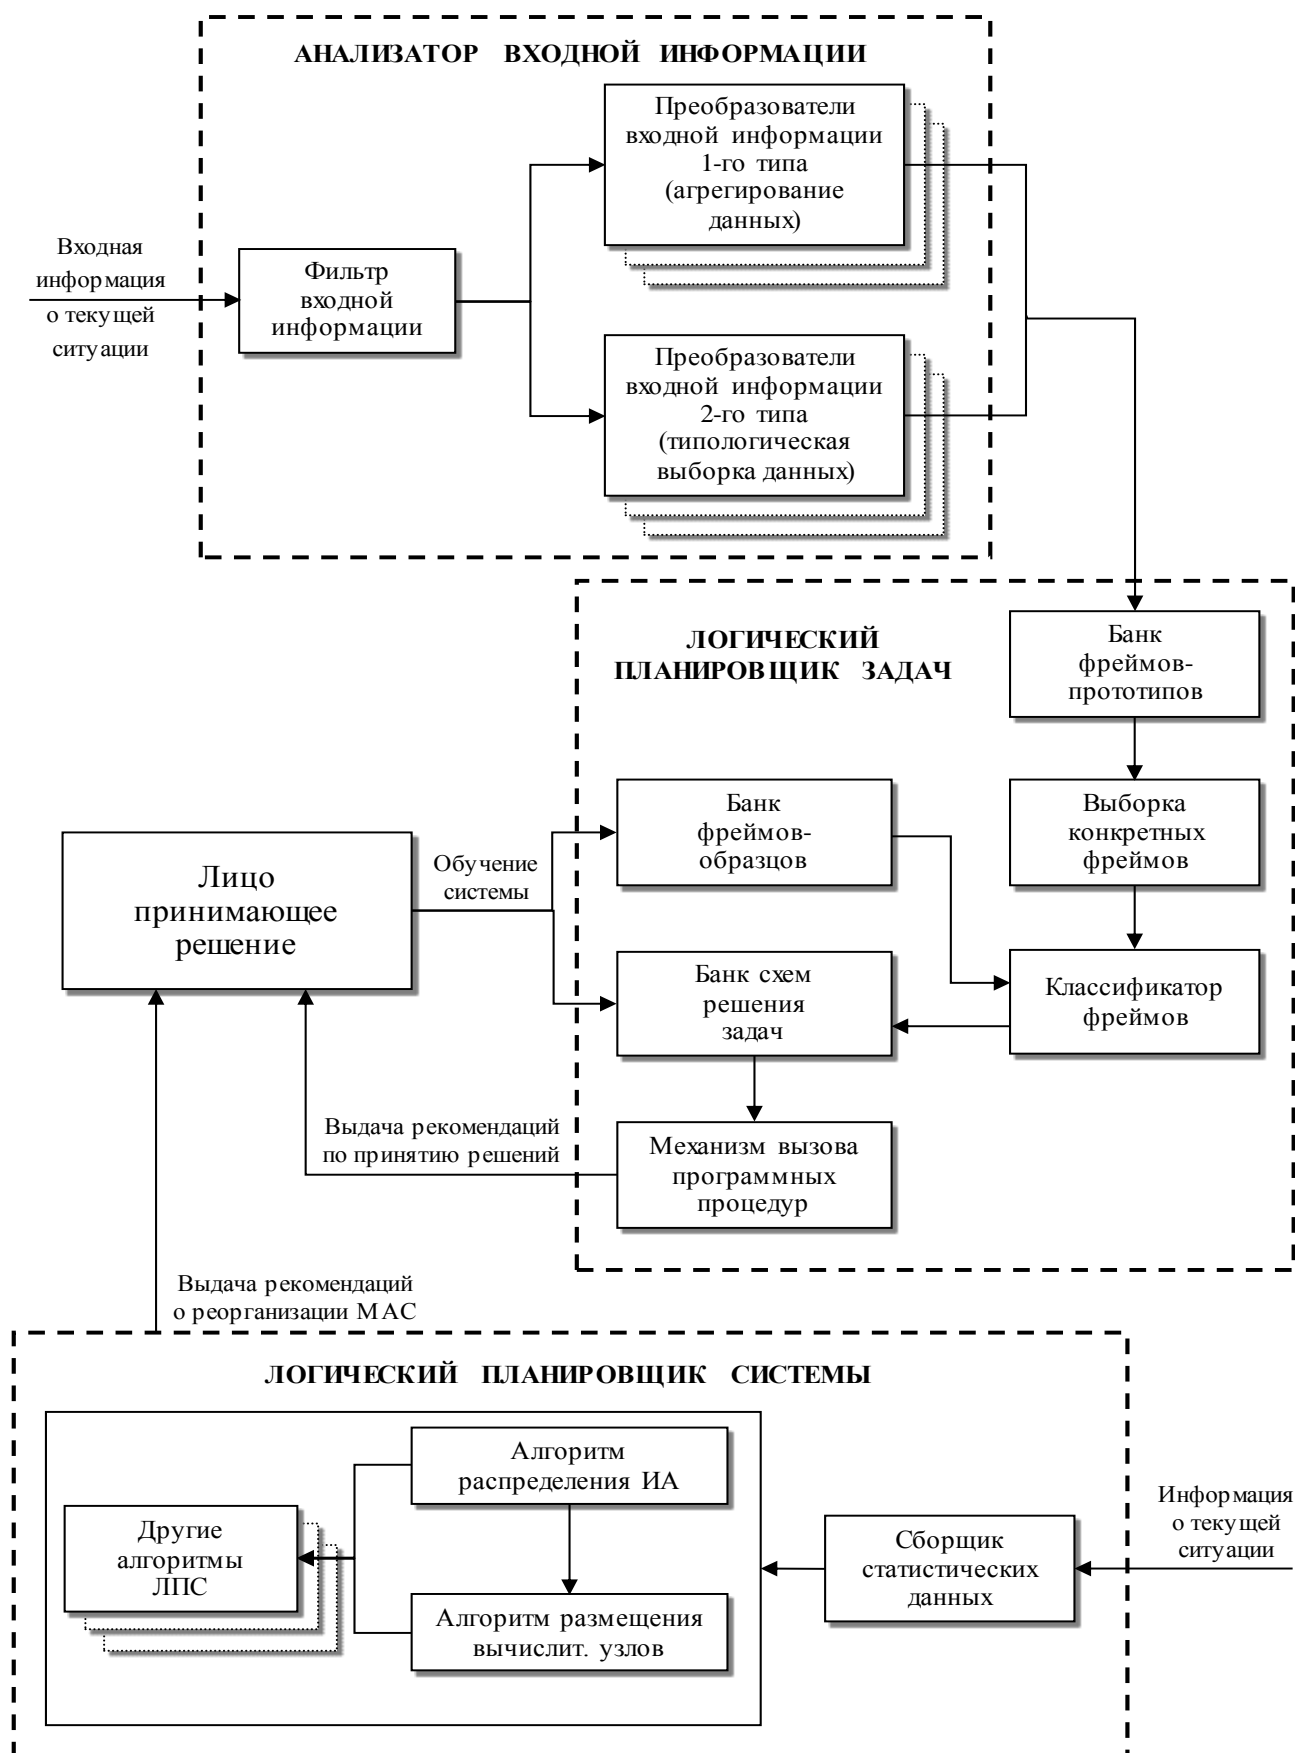 АНАЛИЗАТОР ВХОДНОЙ ИНФОРМАЦИИ
Преобразователи
входной информации
1-го типа
(агрегирование
данных)
Входная
информация
о текущей
ситуации
Фильтр
входной
информации
Преобразователи
входной информации
2-го типа
(типологическая
выборка данных)
ЛОГИЧЕСКИЙ
ПЛАНИРОВЩИК ЗАДАЧ
Банк
фреймов-
прототипов
Банк
фреймов-
образцов
Выборка
конкретных
фреймов
Лицо
принимающее
решение
Обучение
системы
Банк схем
решения
задач
Классификатор
фреймов
Выдача рекомендаций
по принятию решений
Механизм вызова
программных
процедур
Выдача рекомендаций
о реорганизации МАС
ЛОГИЧЕСКИЙ ПЛАНИРОВЩИК СИСТЕМЫ
Алгоритм
распределения ИА
Другие
алгоритмы
ЛПС
Алгоритм размещения
вычислит. узлов
Сборщик
статистических
данных
Информация
о текущей
ситуации